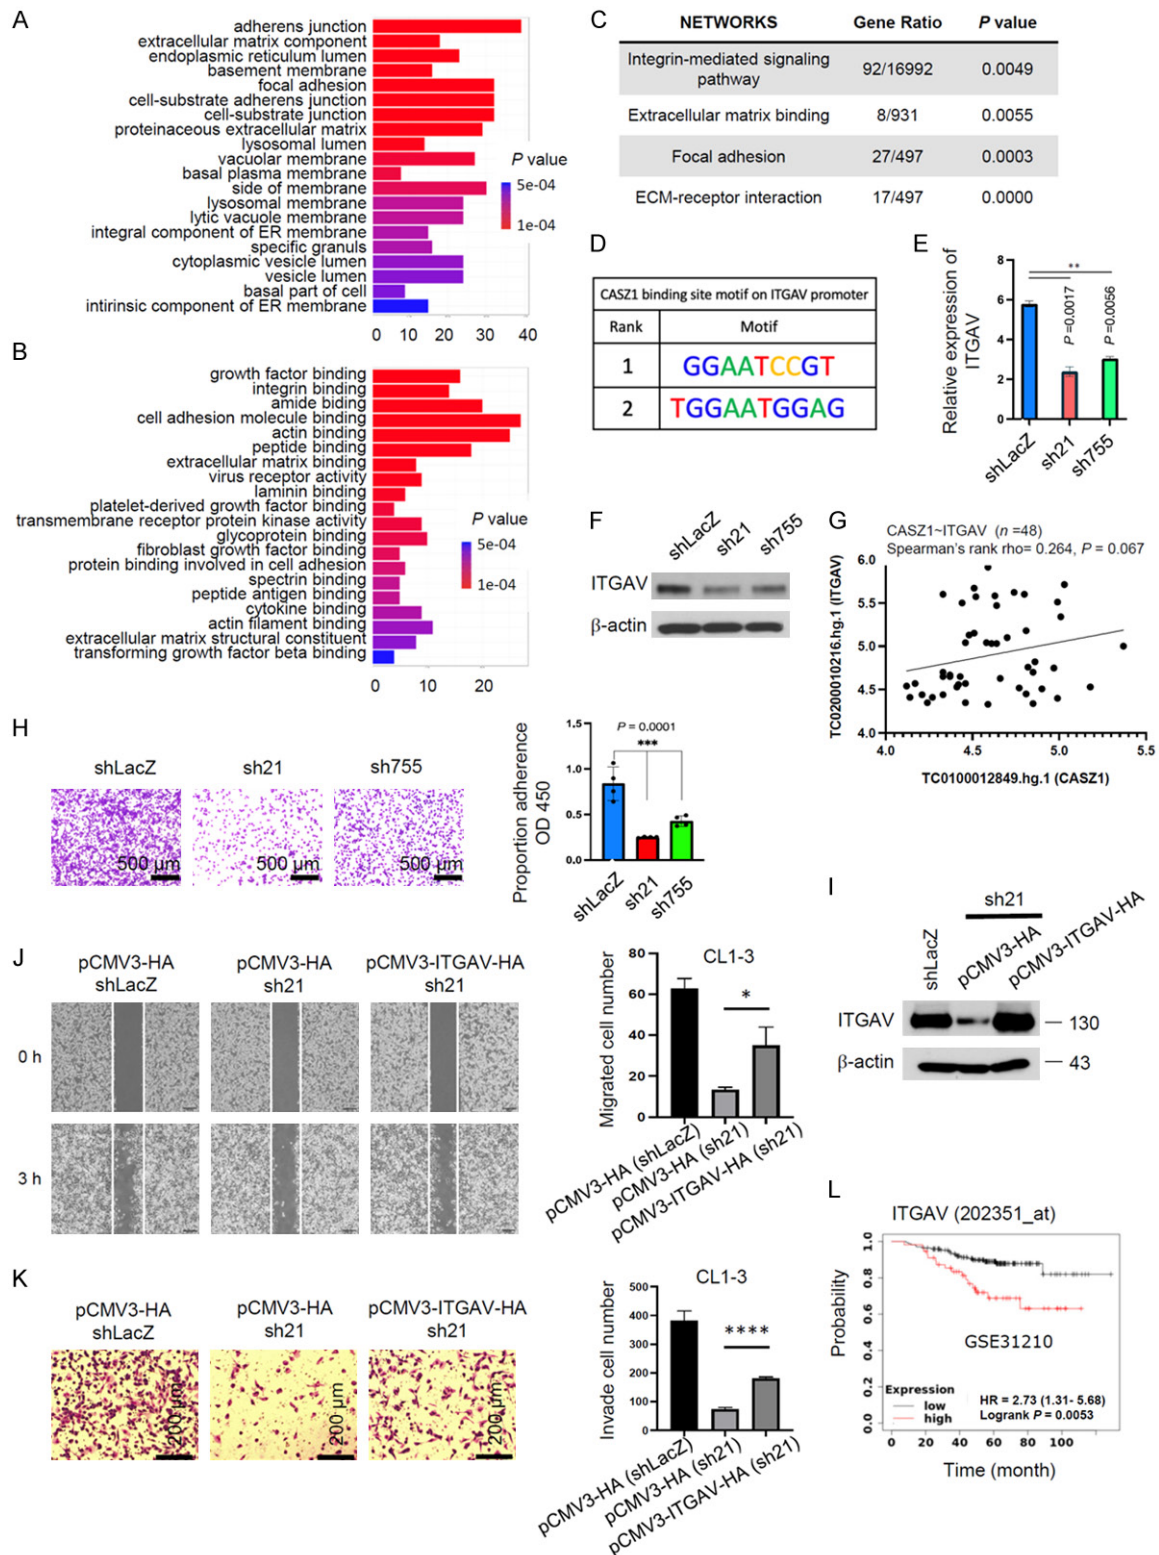 A
adherens junction
extracellular matrix component
endoplasmic reticulum lumen
basement membrane
focal adhesion
cell-substrate adherens junction
cell-substrate junction
proteinaceous extracellular matrix
lysosomal lumen
vacuolar membrane
basal plasma membrane
side of membrane
lysosomal membrane
lytic vacuole membrane
integral component of ER membrane
specific granuls
cytoplasmic vesicle lumen
vesicle lumen
basal part of cell
intirinsic component of ER membrane
P value
5e-04
1e-04
0 10 20 30 40
B
growth factor binding
integrin binding
amide biding
cell adhesion molecule binding
actin binding
peptide binding
extracellular matrix binding
virus receptor activity
laminin binding
platelet-derived growth factor binding
transmembrane receptor protein kinase activity
glycoprotein binding
fibroblast growth factor binding
protein binding involved in cell adhesion
spectrin binding
peptide antigen binding
cytokine binding
actin filament binding
extracellular matrix structural constituent
transforming growth factor beta binding
P value
5e-04
1e-04
0 10 20
C
NETWORKS Gene Ratio P value
Integrin-mediated signaling
pathway 92/16992 0.0049
Extracellular matrix binding 8/931 0.0055
Focal adhesion 27/497 0.0003
ECM-receptor interaction 17/497 0.0000
D
CASZ1 binding site motif on ITGAV promoter
Rank Motif
1 GGAATCCGT
2 TGGAATGGAG
E
Relative expression of
ITGAV
8
6
4
2
0
**
P =0.0017
P =0.0056
shLacZ sh21 sh755
F
shLacZ sh21 sh755
ITGAV
β-actin
G
CASZ1~ITGAV (n =48)
Spearman's rank rho= 0.264, P = 0.067
TC0200010216.hg.1 (ITGAV)
6.0
5.5
5.0
4.5
4.0
4.0 4.5 5.0 5.5
TC0100012849.hg.1 (CASZ1)
H
shLacZ sh21 sh755
500 µm 500 µm 500 µm
Proportion adherence
OD 450
1.5
1.0
0.5
0.0
P = 0.0001
***
shLacZ sh21 sh755
I
sh21
shLacZ pCMV3-HA pCMV3-ITGAV-HA
ITGAV 130
β-actin 43
J
pCMV3-HA pCMV3-HA pCMV3-ITGAV-HA
shLacZ sh21 sh21
0 h
3 h
CL1-3
Migrated cell number
80
60
40
20
0
*
pCMV3-HA (shLacZ)
pCMV3-HA (sh21)
pCMV3-ITGAV-HA (sh21)
K
pCMV3-HA pCMV3-HA pCMV3-ITGAV-HA
shLacZ sh21 sh21
200 µm 200 µm 200 µm
CL1-3
Invade cell number
500
400
300
200
100
0
****
pCMV3-HA (shLacZ)
pCMV3-HA (sh21)
pCMV3-ITGAV-HA (sh21)
L
ITGAV (202351_at)
Probability
1.0
0.8
0.6
0.4
0.2
0.0
GSE31210
Expression
low
high
HR = 2.73 (1.31- 5.68)
Logrank P = 0.0053
0 20 40 60 80 100
Time (month)